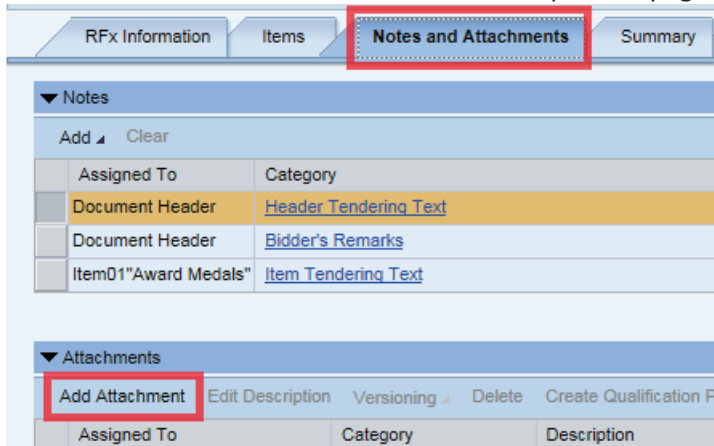 RFx Information Items Notes and Attachments Summary
Notes
Add Clear
Assigned To Category
Document Header Header Tendering Text
Document Header Bidder's Remarks
Item01"Award Medals" Item Tendering Text
Attachments
Add Attachment Edit Description Versioning Delete Create Qualification
Assigned To Category Description